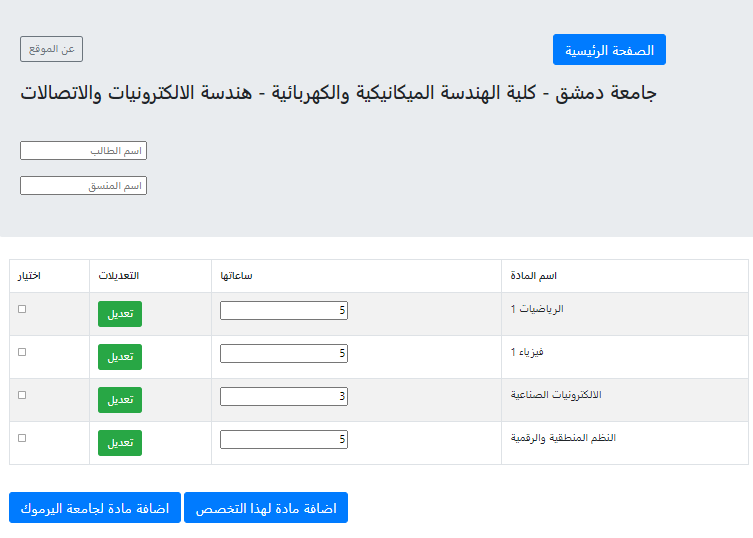 الصفحة الرئيسية
عن الموقع
جامعة دمشق - كلية الهندسة الميكانيكية والكهربائية - هندسة الالكترونيات والاتصالات
اسم الطالب
اسم المنسق
اسم المادة ساعاتها التعديلات اختيار
الرياضيات 1 5 تعديل
فيزياء 1 5 تعديل
الالكترونيات الصناعية 3 تعديل
النظم المنطقية والرقمية 5 تعديل
اضافة مادة لهذا التخصص
اضافة مادة لجامعة اليرموك